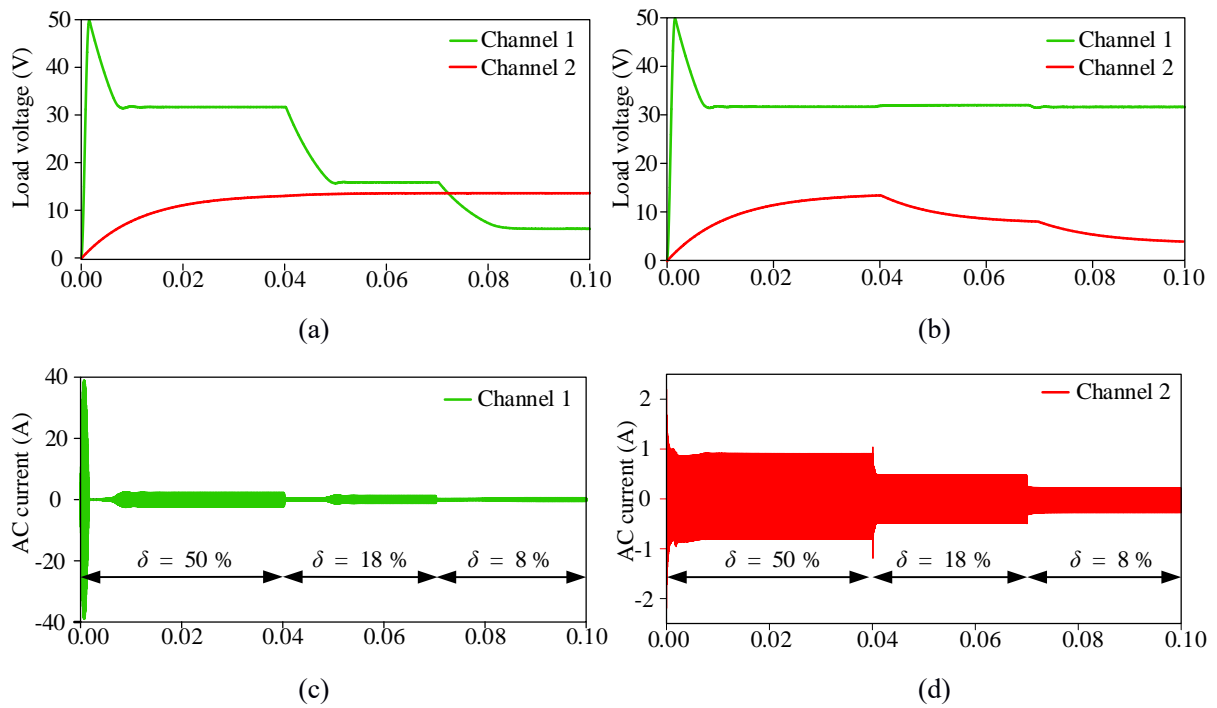 50
40
30
20
10
0
Load voltage (V)
Channel 1
Channel 2
0.00 0.02 0.04 0.06 0.08 0.10
(a)
50
40
30
20
10
0
Load voltage (V)
Channel 1
Channel 2
0.00 0.02 0.04 0.06 0.08 0.10
(b)
40
20
0
-20
-40
AC current (A)
Channel 1
δ = 50 % δ = 18 % δ = 8 %
0.00 0.02 0.04 0.06 0.08 0.10
(c)
2
1
0
-1
-2
AC current (A)
Channel 2
δ = 50 % δ = 18 % δ = 8 %
0.00 0.02 0.04 0.06 0.08 0.10
(d)